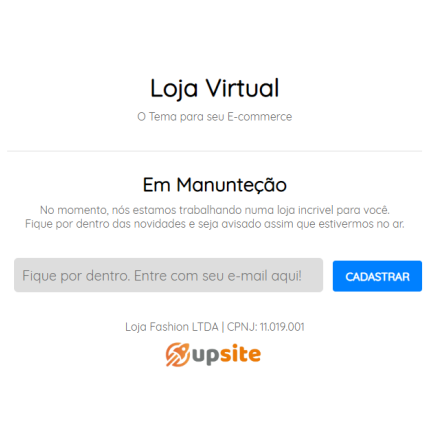 Loja Virtual
O Tema para seu E-commerce
Em Manunteção
No momento, nós estamos trabalhando numa loja incrivel para você.
Fique por dentro das novidades e seja avisado assim que estivermos no ar.
Fique por dentro. Entre com seu e-mail aqui! CADASTRAR
Loja Fashion LTDA | CPNJ: 11.019.001
upsite